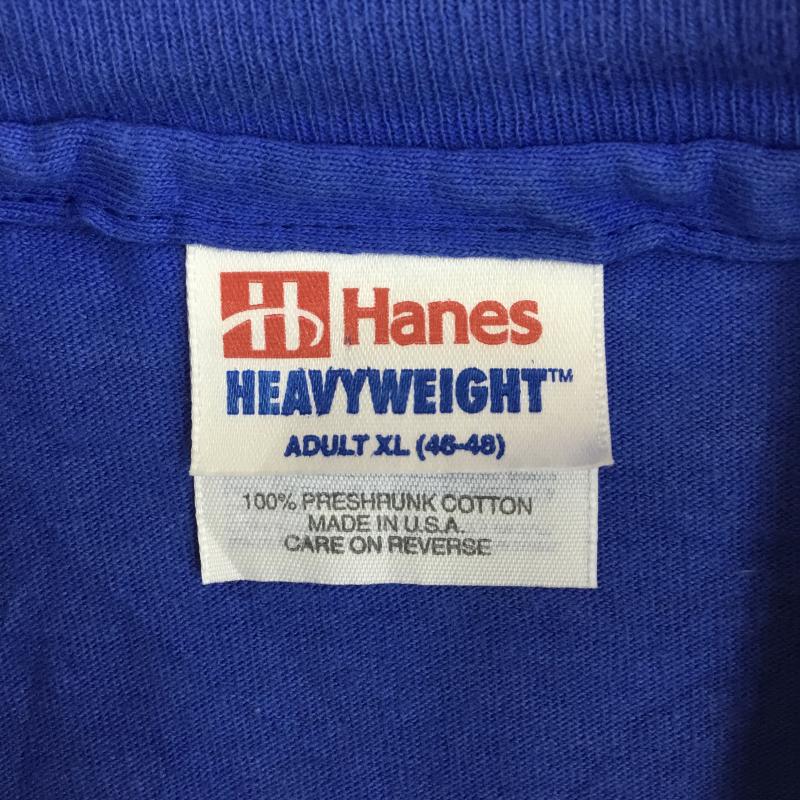 H Hanes
HEAVYWEIGHT™
ADULT XL (46-48)
100% PRESHRUNK COTTON
MADE IN U.S.A.
CARE ON REVERSE